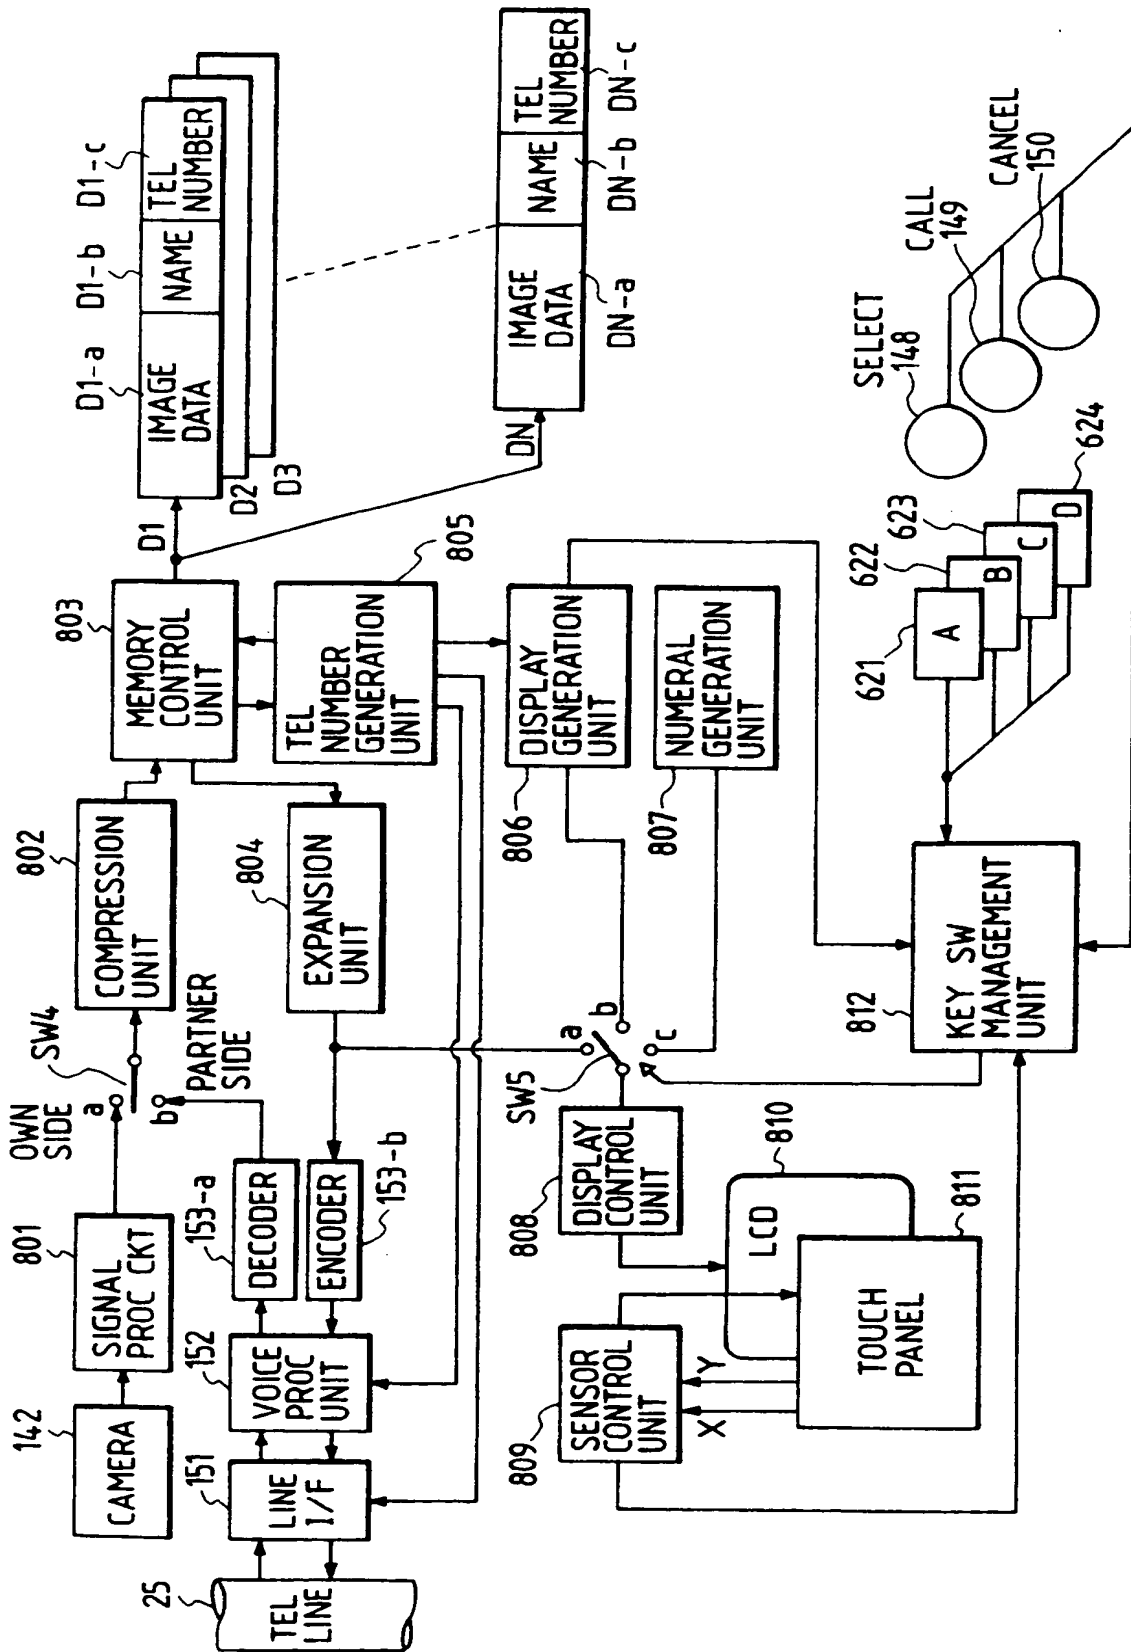 142
CAMERA
801
SIGNAL
PROC CKT
OWN
SIDE
SW4
a
b
PARTNER
SIDE
802
COMPRESSION
UNIT
803
MEMORY
CONTROL
UNIT
D1
D1-a
D1-b
D1-c
IMAGE
DATA
NAME
TEL
NUMBER
D2
D3
25
TEL
LINE
151
LINE
I/F
152
VOICE
PROC
UNIT
153-a
DECODER
ENCODER
153-b
804
EXPANSION
UNIT
TEL
NUMBER
GENERATION
UNIT
805
DN
IMAGE
DATA
NAME
TEL
NUMBER
DN-a
DN-b
DN-c
806
DISPLAY
GENERATION
UNIT
807
NUMERAL
GENERATION
UNIT
SW5
a
b
c
808
DISPLAY
CONTROL
UNIT
809
SENSOR
CONTROL
UNIT
X
Y
LCD
810
TOUCH
PANEL
811
812
KEY SW
MANAGEMENT
UNIT
621
A
622
B
623
C
624
D
SELECT
148
CALL
149
CANCEL
150